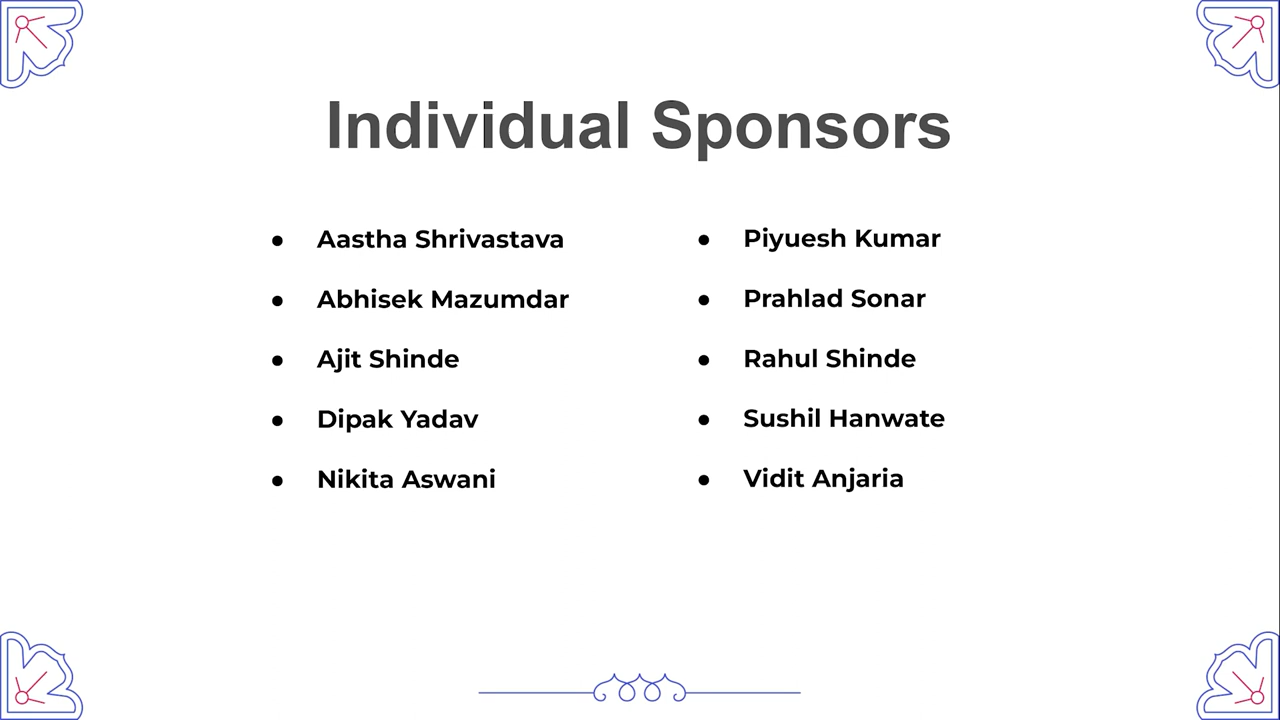 Individual Sponsors
● Aastha Shrivastava
● Abhisek Mazumdar
● Ajit Shinde
● Dipak Yadav
● Nikita Aswani
● Piyuesh Kumar
● Prahlad Sonar
● Rahul Shinde
● Sushil Hanwate
● Vidit Anjaria